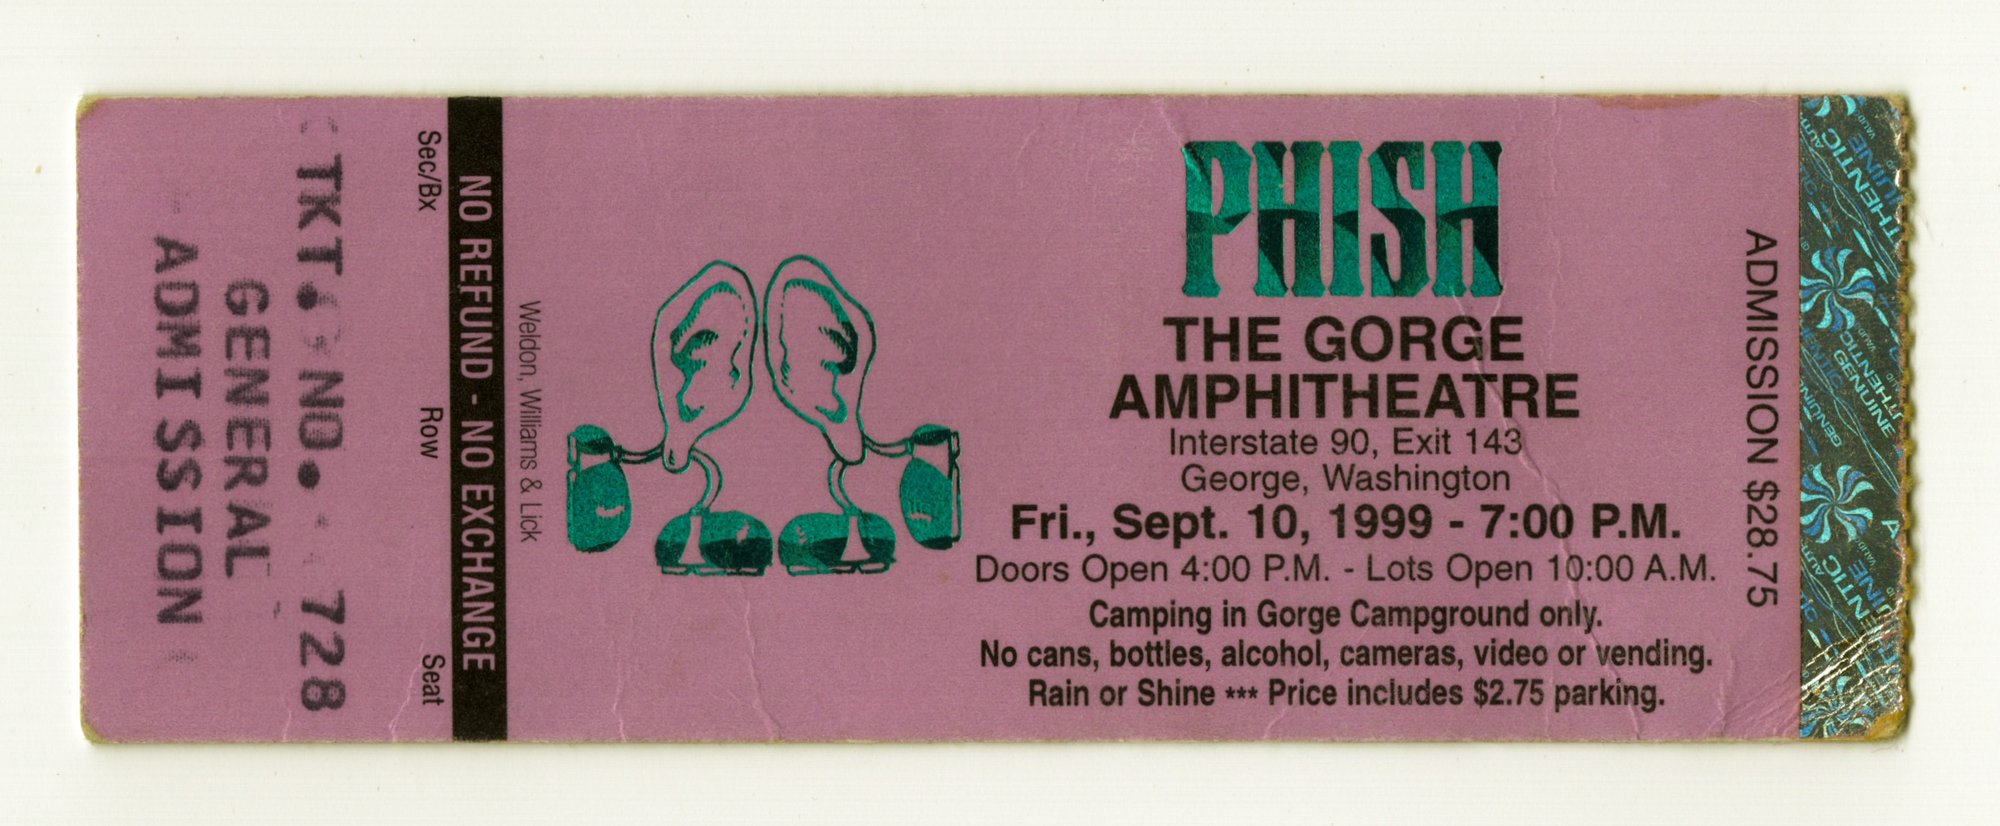 TKT. NO. 728
GENERAL
ADMISSION
Sec/Bx Row Seat
NO REFUND - NO EXCHANGE
Weldon, Williams & Lick
PHISH
THE GORGE
AMPHITHEATRE
Interstate 90, Exit 143
George, Washington
Fri., Sept. 10, 1999 - 7:00 P.M.
Doors Open 4:00 P.M. - Lots Open 10:00 A.M.
Camping in Gorge Campground only.
No cans, bottles, alcohol, cameras, video or vending.
Rain or Shine *** Price includes $2.75 parking.
ADMISSION $28.75
AUTHENTIC
GENUINE
VALID